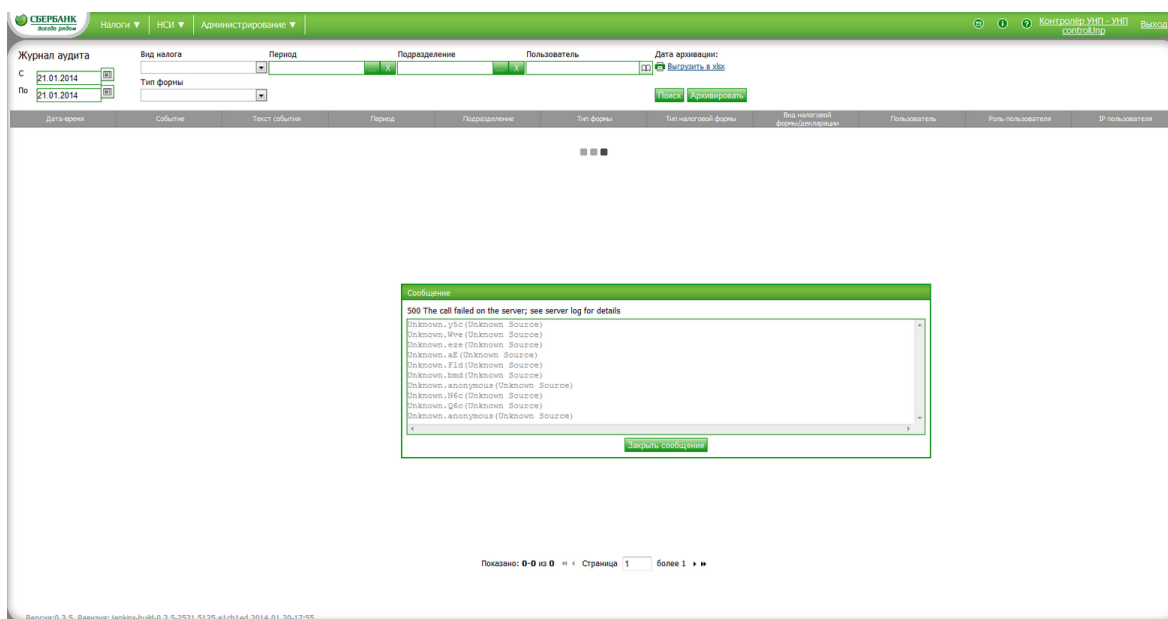 СБЕРБАНК
Всегда рядом
Налоги ▼ НСИ ▼ Администрирование ▼
Контролёр УНП - УНП
controlUnp
Выход
Журнал аудита
Вид налога Период Подразделение Пользователь Дата архивации:
С 21.01.2014
... X ... X Выгрузить в xlsx
Тип формы
По 21.01.2014
Поиск Архивировать
Дата-время Событие Текст события Период Подразделение Тип формы Тип налоговой формы Вид налоговой формы/декларации Пользователь Роль пользователя IP пользователя
Сообщение
500 The call failed on the server; see server log for details
Unknown.y5c(Unknown Source)
Unknown.Wve(Unknown Source)
Unknown.eze(Unknown Source)
Unknown.aE(Unknown Source)
Unknown.Fld(Unknown Source)
Unknown.bmd(Unknown Source)
Unknown.anonymous(Unknown Source)
Unknown.N6c(Unknown Source)
Unknown.Q6c(Unknown Source)
Unknown.anonymous(Unknown Source)
Закрыть сообщение
Показано: 0-0 из 0 Страница 1 более 1